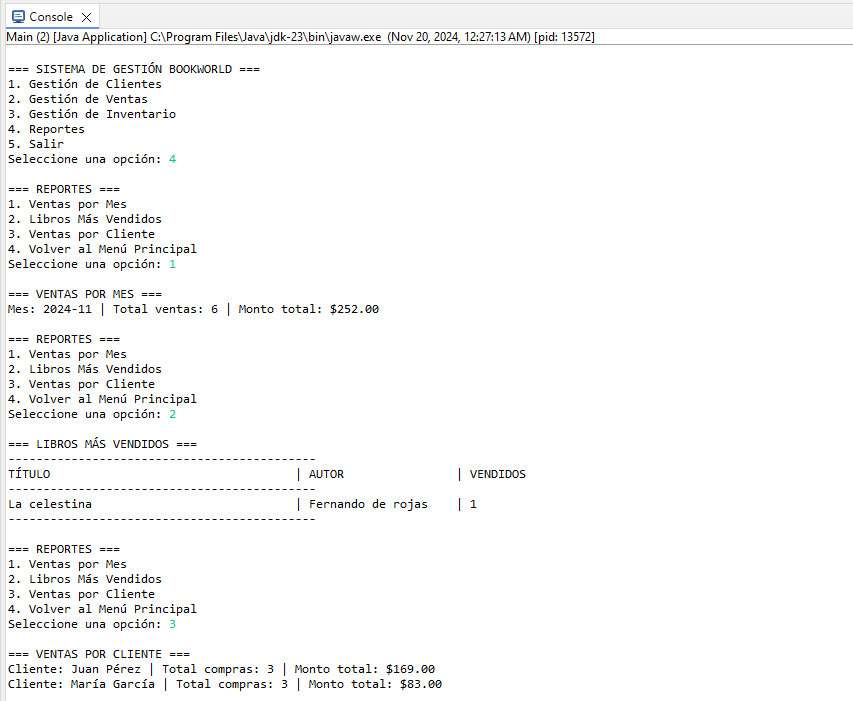 Console
Main (2) [Java Application] C:\Program Files\Java\jdk-23\bin\javaw.exe (Nov 20, 2024, 12:27:13 AM) [pid: 13572]
=== SISTEMA DE GESTIÓN BOOKWORLD ===
1. Gestión de Clientes
2. Gestión de Ventas
3. Gestión de Inventario
4. Reportes
5. Salir
Seleccione una opción: 4
=== REPORTES ===
1. Ventas por Mes
2. Libros Más Vendidos
3. Ventas por Cliente
4. Volver al Menú Principal
Seleccione una opción: 1
=== VENTAS POR MES ===
Mes: 2024-11 | Total ventas: 6 | Monto total: $252.00
=== REPORTES ===
1. Ventas por Mes
2. Libros Más Vendidos
3. Ventas por Cliente
4. Volver al Menú Principal
Seleccione una opción: 2
=== LIBROS MÁS VENDIDOS ===
--------------------------------------------
TÍTULO                                   | AUTOR                | VENDIDOS
--------------------------------------------
La celestina                             | Fernando de rojas    | 1
--------------------------------------------
=== REPORTES ===
1. Ventas por Mes
2. Libros Más Vendidos
3. Ventas por Cliente
4. Volver al Menú Principal
Seleccione una opción: 3
=== VENTAS POR CLIENTE ===
Cliente: Juan Pérez | Total compras: 3 | Monto total: $169.00
Cliente: María García | Total compras: 3 | Monto total: $83.00